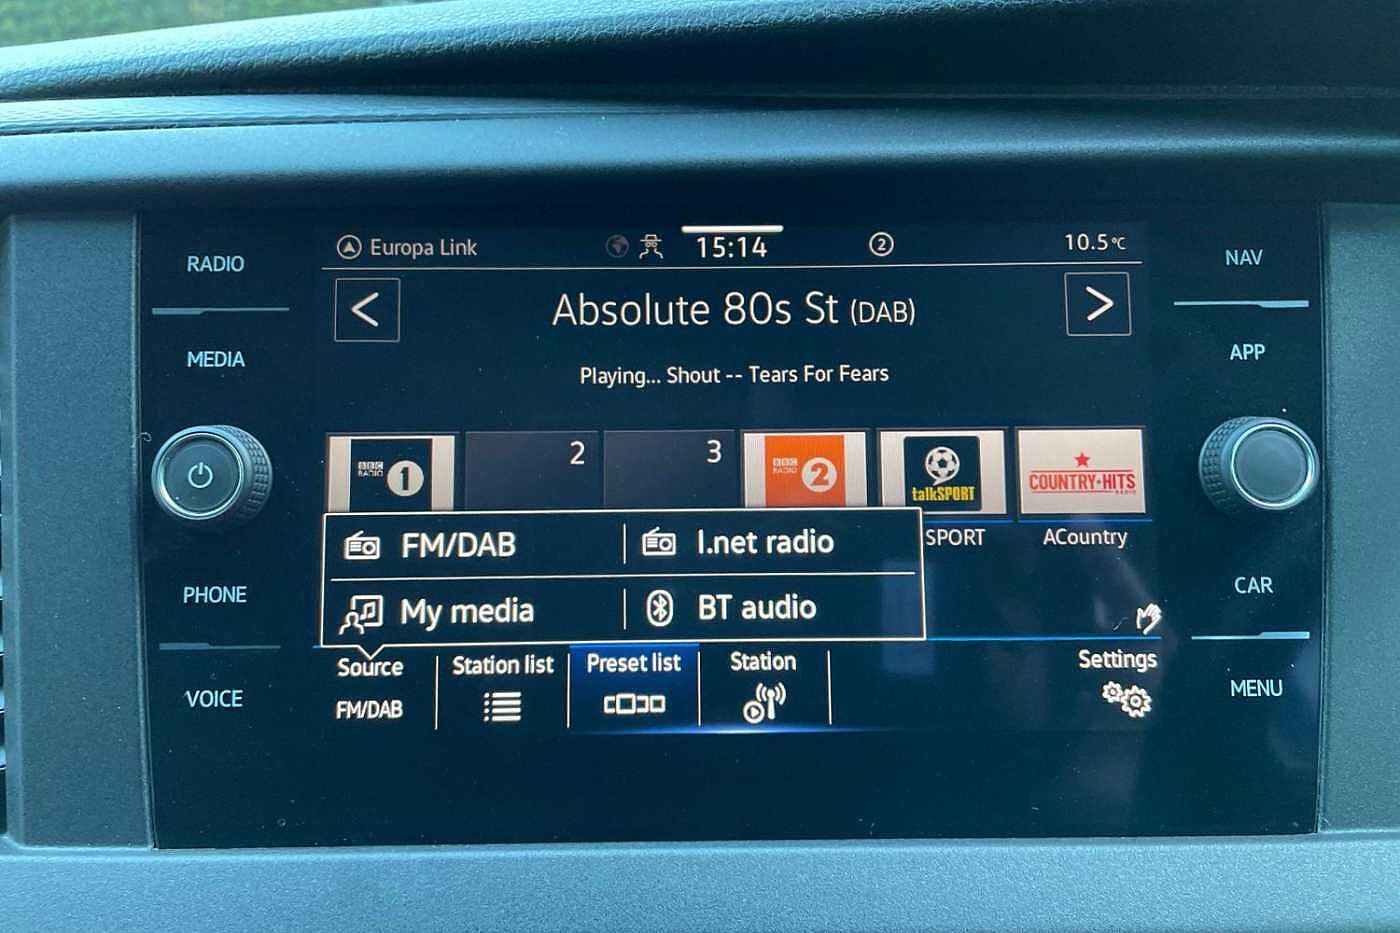 RADIO
MEDIA
PHONE
VOICE
Europa Link
15:14
2
10.5°C
Absolute 80s St (DAB)
Playing... Shout -- Tears For Fears
BBC RADIO 1
2
3
BBC RADIO 2
talkSPORT
COUNTRY HITS
RADIO
SPORT
ACountry
FM/DAB
I.net radio
My media
BT audio
Source
FM/DAB
Station list
Preset list
Station
Settings
NAV
APP
CAR
MENU